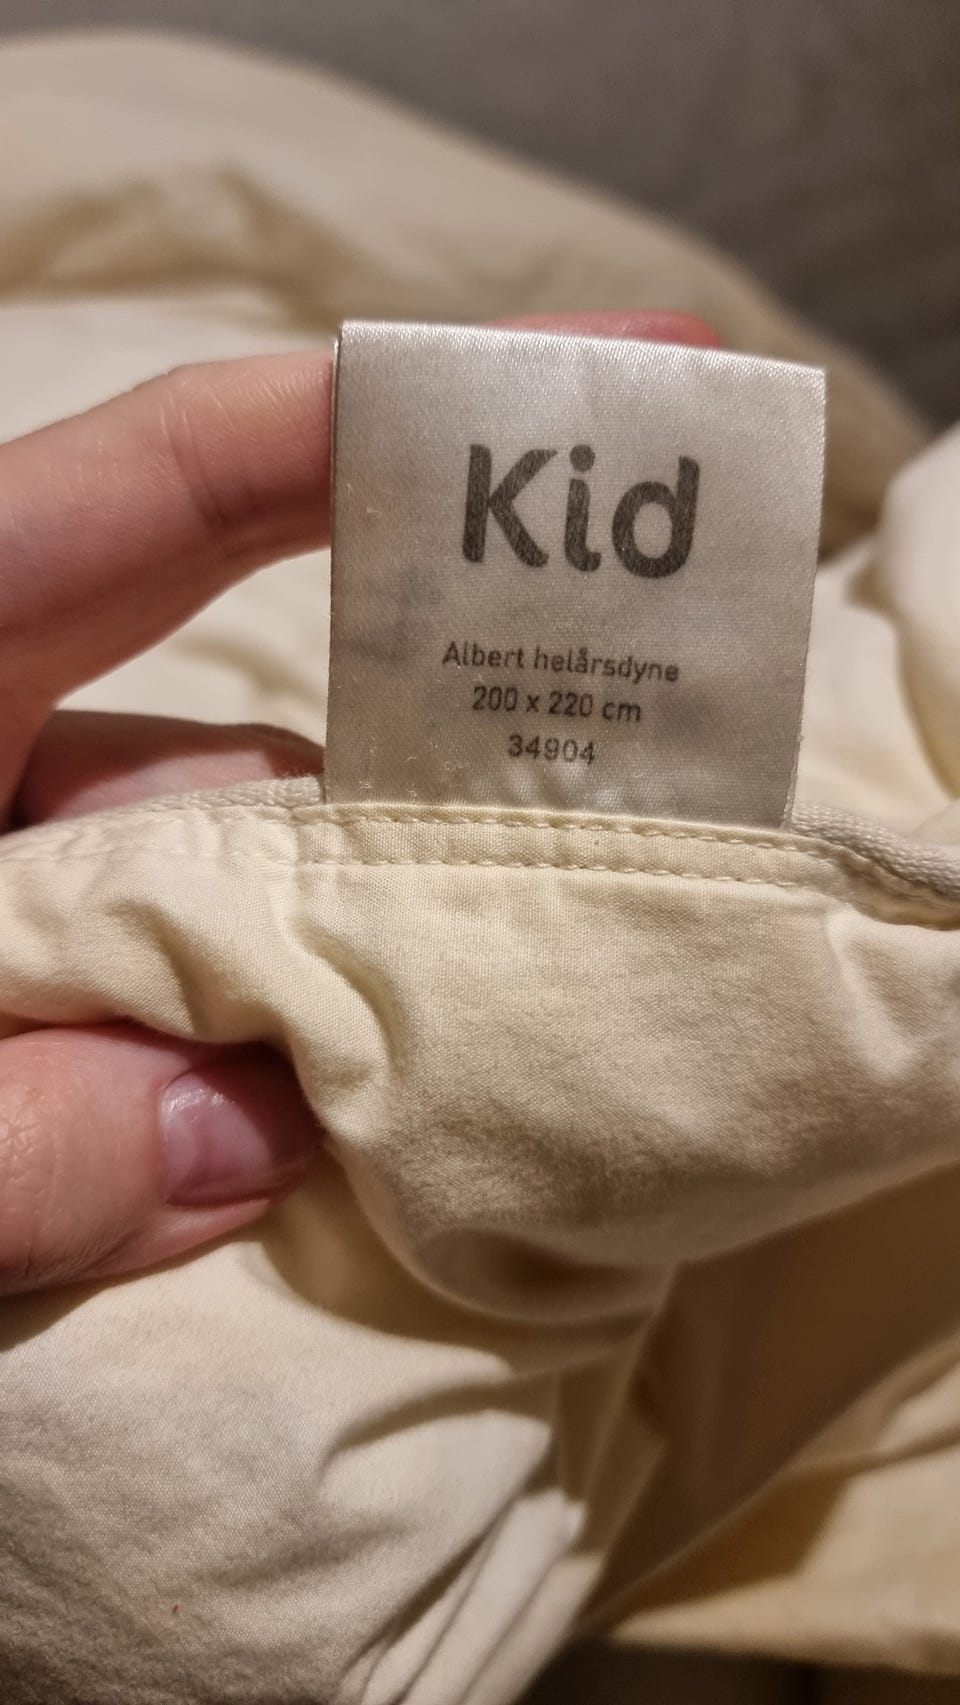 Kid
Albert helårsdyne
200 x 220 cm
34904